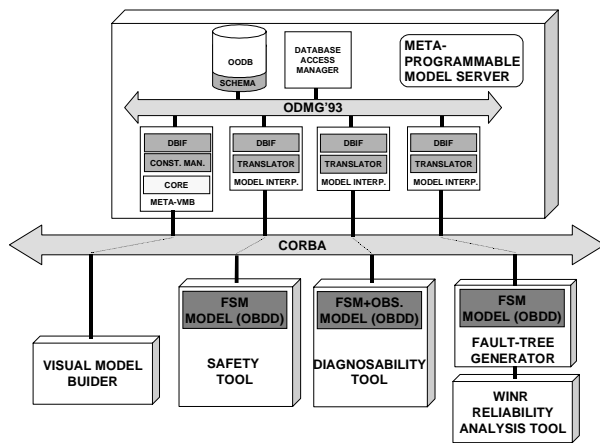 OODB
SCHEMA
DATABASE
ACCESS
MANAGER
META-
PROGRAMMABLE
MODEL SERVER
ODMG'93
DBIF
CONST. MAN.
CORE
META-VMB
DBIF
TRANSLATOR
MODEL INTERP.
DBIF
TRANSLATOR
MODEL INTERP.
DBIF
TRANSLATOR
MODEL INTERP.
CORBA
VISUAL MODEL
BUIDER
FSM
MODEL (OBDD)
SAFETY
TOOL
FSM+OBS.
MODEL (OBDD)
DIAGNOSABILITY
TOOL
FSM
MODEL (OBDD)
FAULT-TREE
GENERATOR
WINR
RELIABILITY
ANALYSIS TOOL